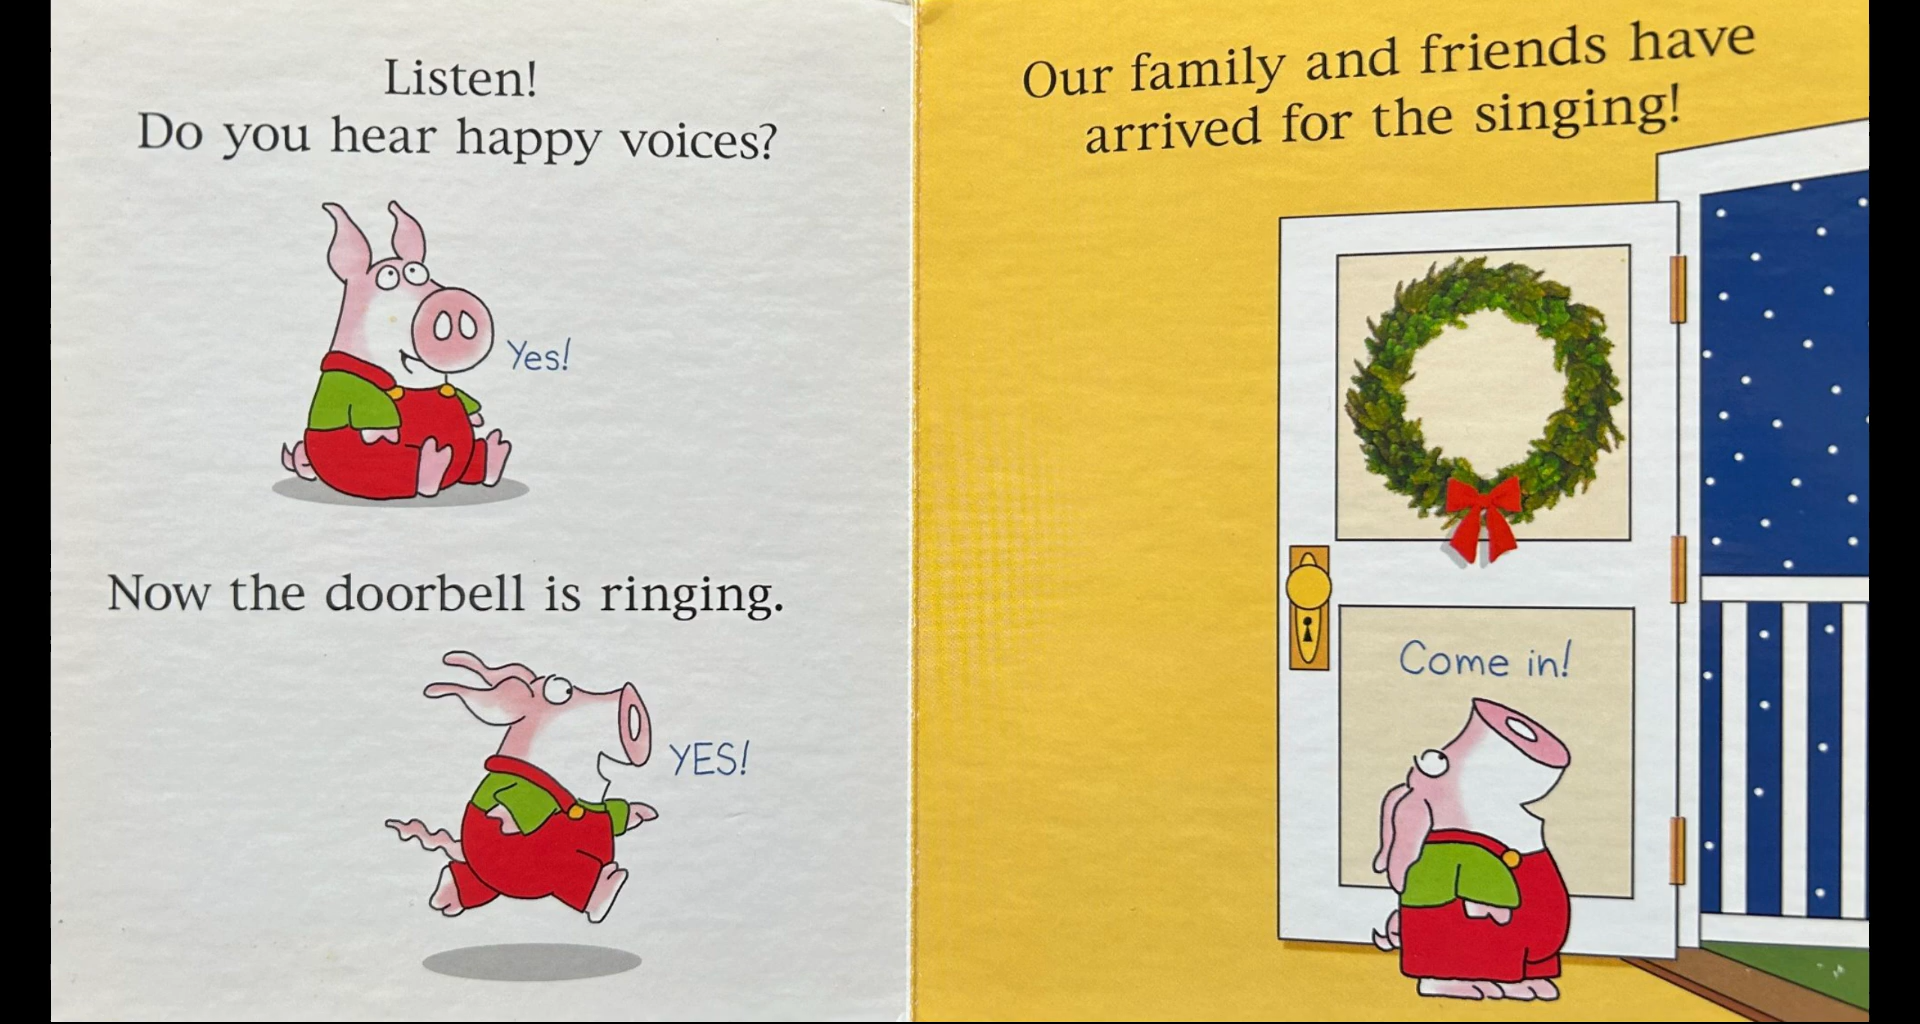 Listen!
Do you hear happy voices?
Yes!
Now the doorbell is ringing.
YES!
Our family and friends have
arrived for the singing!
Come in!